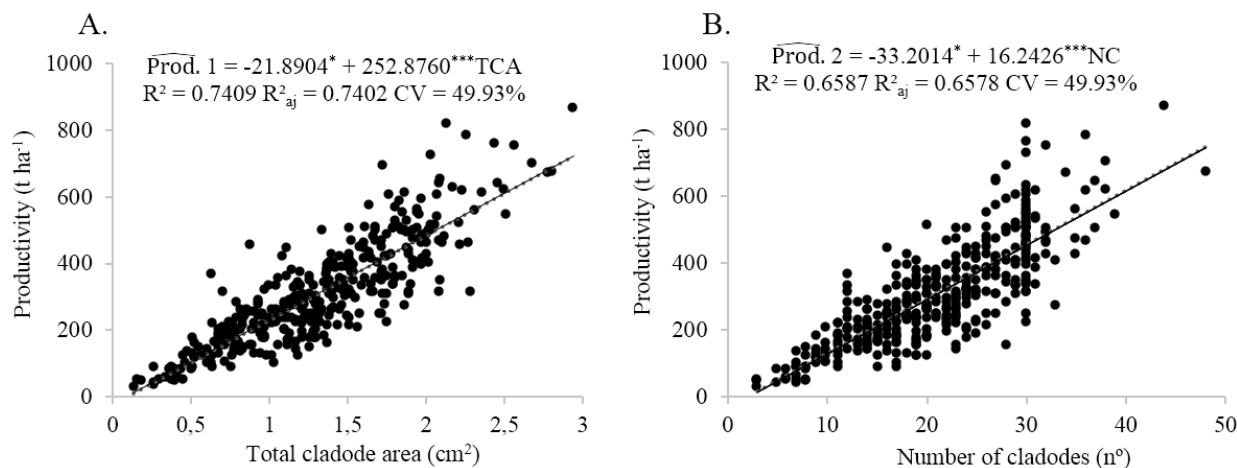 A.
Prod. 1 = -21.8904* + 252.8760***TCA
R² = 0.7409 R²aj = 0.7402 CV = 49.93%
Productivity (t ha⁻¹)
1000
800
600
400
200
0
0 0,5 1 1,5 2 2,5 3
Total cladode area (cm²)
B.
Prod. 2 = -33.2014* + 16.2426***NC
R² = 0.6587 R²aj = 0.6578 CV = 49.93%
Productivity (t ha⁻¹)
1000
800
600
400
200
0
0 10 20 30 40 50
Number of cladodes (nº)